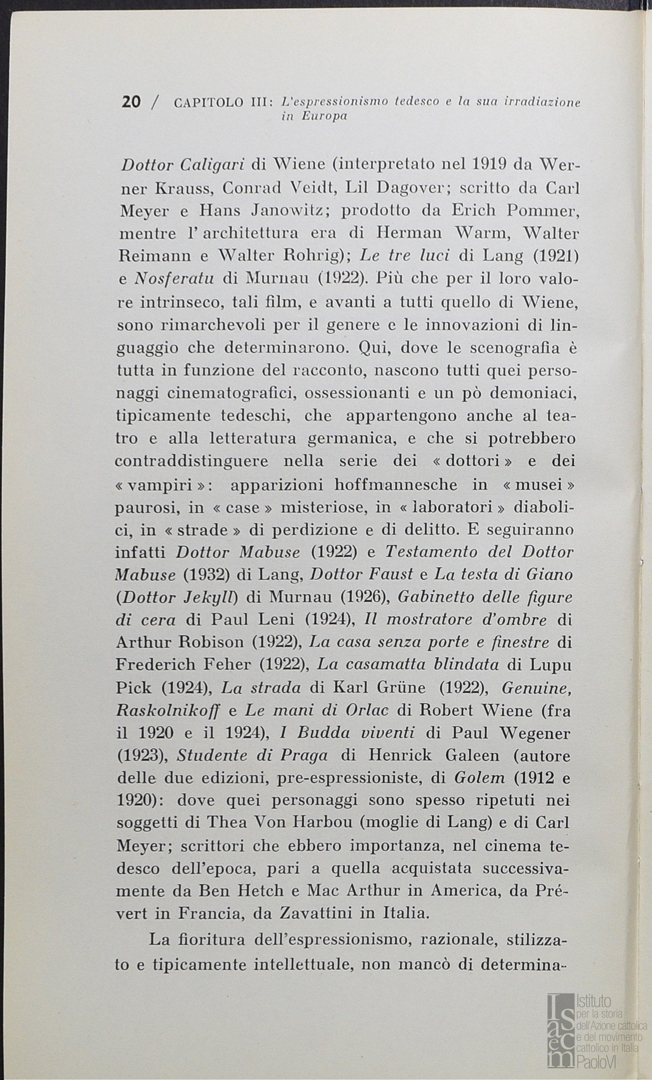 20 / CAPITOLO III: L'espressionismo tedesco e la sua irradiazione
in Europa
Dottor Caligari di Wiene (interpretato nel 1919 da Wer-
ner Krauss, Conrad Veidt, Lil Dagover; scritto da Carl
Meyer e Hans Janowitz; prodotto da Erich Pommer,
mentre l'architettura era di Herman Warm, Walter
Reimann e Walter Rohrig); Le tre luci di Lang (1921)
e Nosferatu di Murnau (1922). Più che per il loro valo-
re intrinseco, tali film, e avanti a tutti quello di Wiene,
sono rimarchevoli per il genere e le innovazioni di lin-
guaggio che determinarono. Qui, dove le scenografia è
tutta in funzione del racconto, nascono tutti quei perso-
naggi cinematografici, ossessionanti e un pò demoniaci,
tipicamente tedeschi, che appartengono anche al tea-
tro e alla letteratura germanica, e che si potrebbero
contraddistinguere nella serie dei « dottori » e dei
« vampiri »: apparizioni hoffmannesche in « musei »
paurosi, in « case » misteriose, in « laboratori » diaboli-
ci, in « strade » di perdizione e di delitto. E seguiranno
infatti Dottor Mabuse (1922) e Testamento del Dottor
Mabuse (1932) di Lang, Dottor Faust e La testa di Giano
(Dottor Jekyll) di Murnau (1926), Gabinetto delle figure
di cera di Paul Leni (1924), Il mostratore d'ombre di
Arthur Robison (1922), La casa senza porte e finestre di
Frederich Feher (1922), La casamatta blindata di Lupu
Pick (1924), La strada di Karl Grüne (1922), Genuine,
Raskolnikoff e Le mani di Orlac di Robert Wiene (fra
il 1920 e il 1924), I Budda viventi di Paul Wegener
(1923), Studente di Praga di Henrick Galeen (autore
delle due edizioni, pre-espressioniste, di Golem (1912 e
1920): dove quei personaggi sono spesso ripetuti nei
soggetti di Thea Von Harbou (moglie di Lang) e di Carl
Meyer; scrittori che ebbero importanza, nel cinema te-
desco dell'epoca, pari a quella acquistata successiva-
mente da Ben Hetch e Mac Arthur in America, da Pré-
vert in Francia, da Zavattini in Italia.
La fioritura dell'espressionismo, razionale, stilizza-
to e tipicamente intellettuale, non mancò di determina-
Isacem
Istituto
per la storia
dell'Azione cattolica
e del movimento
cattolico in Italia
PaoloVI